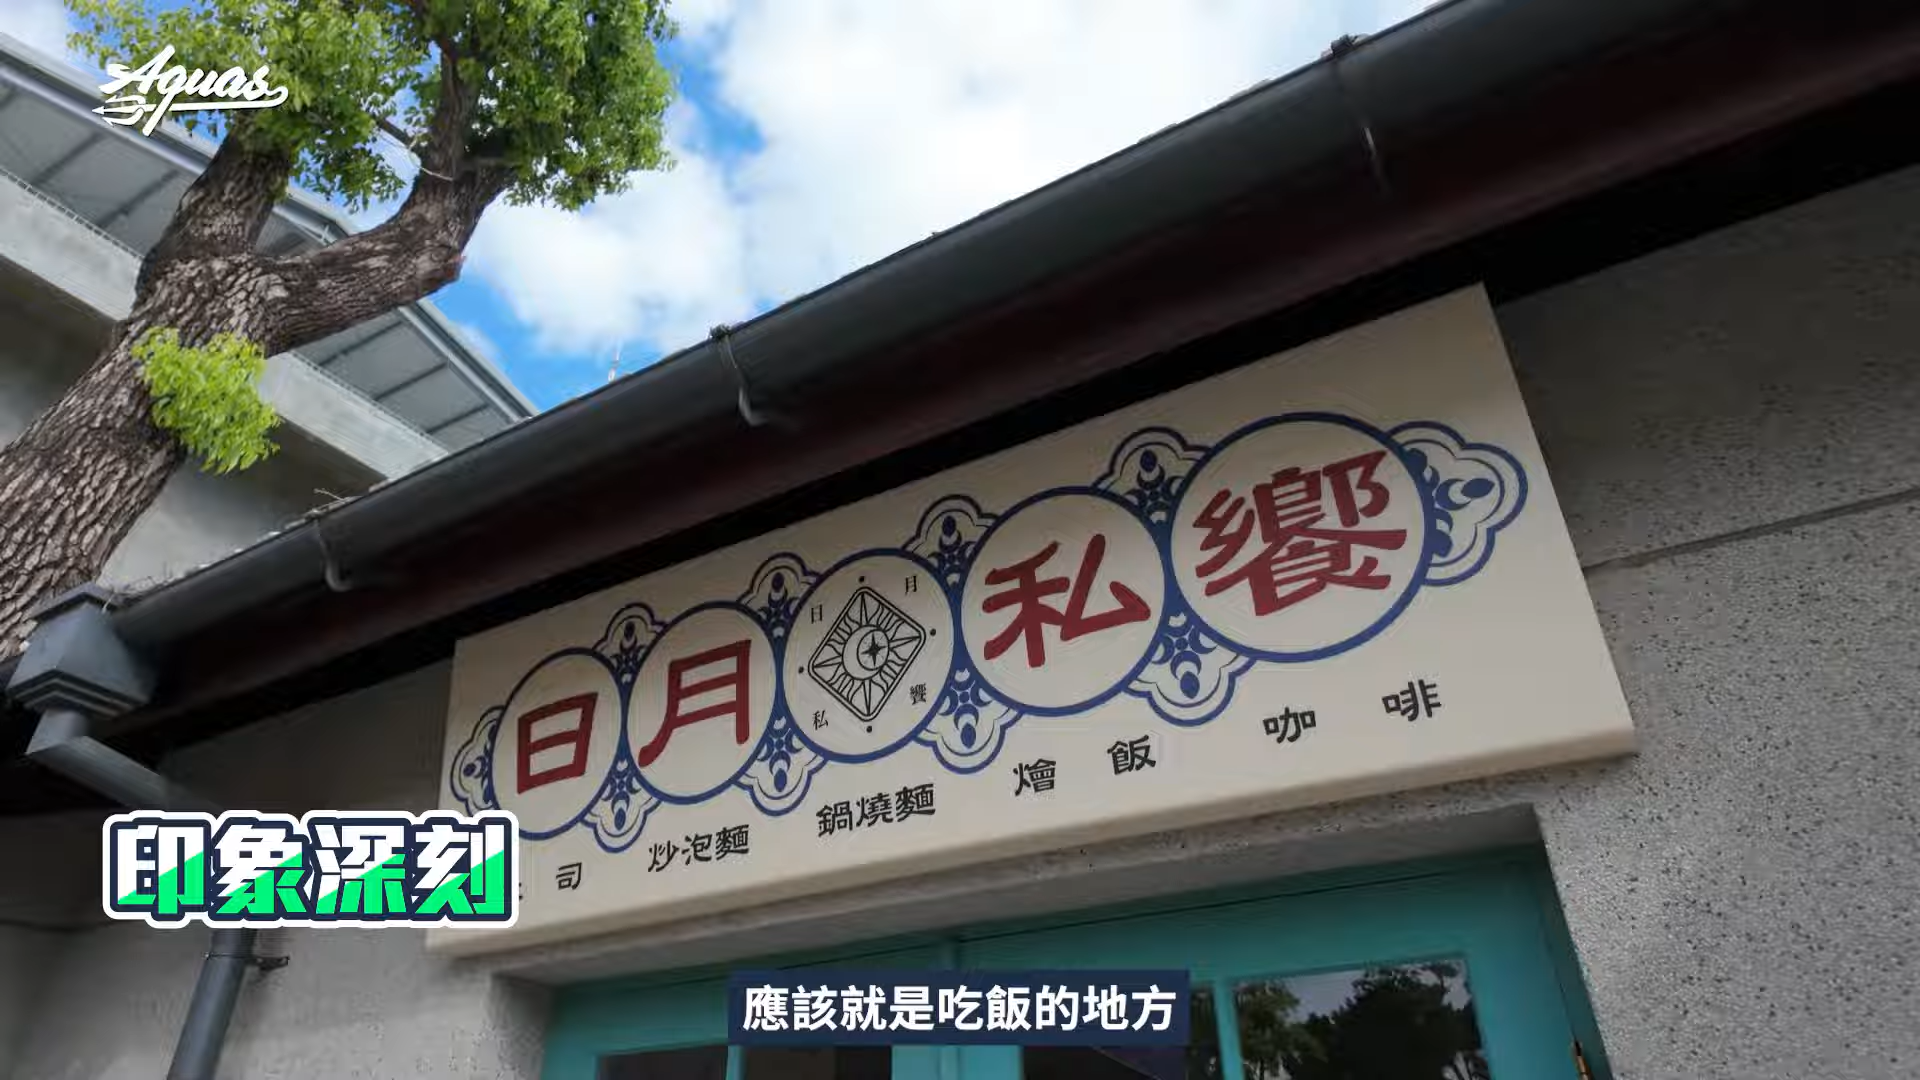 Aquas
日月私饗
日月
私饗
司 炒泡麵 鍋燒麵 燴飯 咖啡
印象深刻
應該就是吃飯的地方